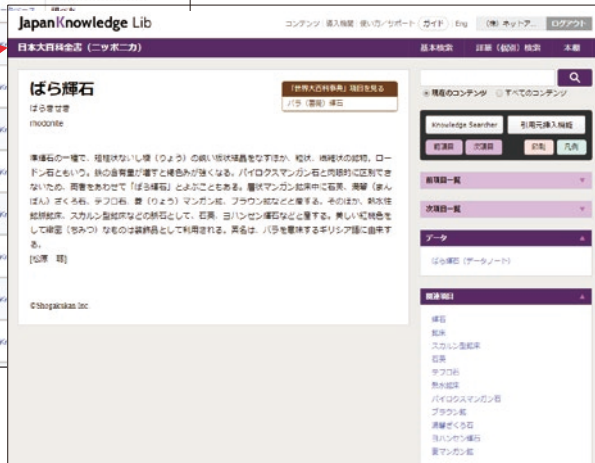 JapanKnowledge Lib
コンテンツ 導入機関 使い方/サポート ガイド Eng (株) ネットア... ログアウト
日本大百科全書（ニッポニカ）
基本検索 詳細（個別）検索 本棚
ばら輝石
ばらきせき
rhodonite
「世界大百科事典」項目を見る
バラ（薔薇）輝石
準輝石の一種で、短柱状ないし稜（りょう）の鋭い板状結晶をなすほか、粒状、繊維状の鉱物。ロー
ドン石ともいう。鉄の含有量が増すと褐色みが強くなる。パイロクスマンガン石と肉眼的に区別でき
ないため、両者をあわせて「ばら輝石」とよぶこともある。層状マンガン鉱床中に石英、満礬（まん
ばん）ざくろ石、テフロ石、菱（りょう）マンガン鉱、ブラウン鉱などと産する。そのほか、熱水性
鉱脈鉱床、スカルン型鉱床などの脈石として、石英、ヨハンセン輝石などと産する。美しい紅桃色を
して緻密（ちみつ）なものは装飾品として利用される。英名は、バラを意味するギリシア語に由来す
る。
[松原 聰]
©Shogakukan Inc.
現在のコンテンツ すべてのコンテンツ
Knowledge Searcher 引用元挿入機能
前項目 次項目 印刷 凡例
前項目一覧
次項目一覧
データ
ばら輝石（データノート）
関連項目
輝石
鉱床
スカルン型鉱床
石英
テフロ石
熱水鉱床
パイロクスマンガン石
ブラウン鉱
満礬ざくろ石
ヨハンセン輝石
菱マンガン鉱